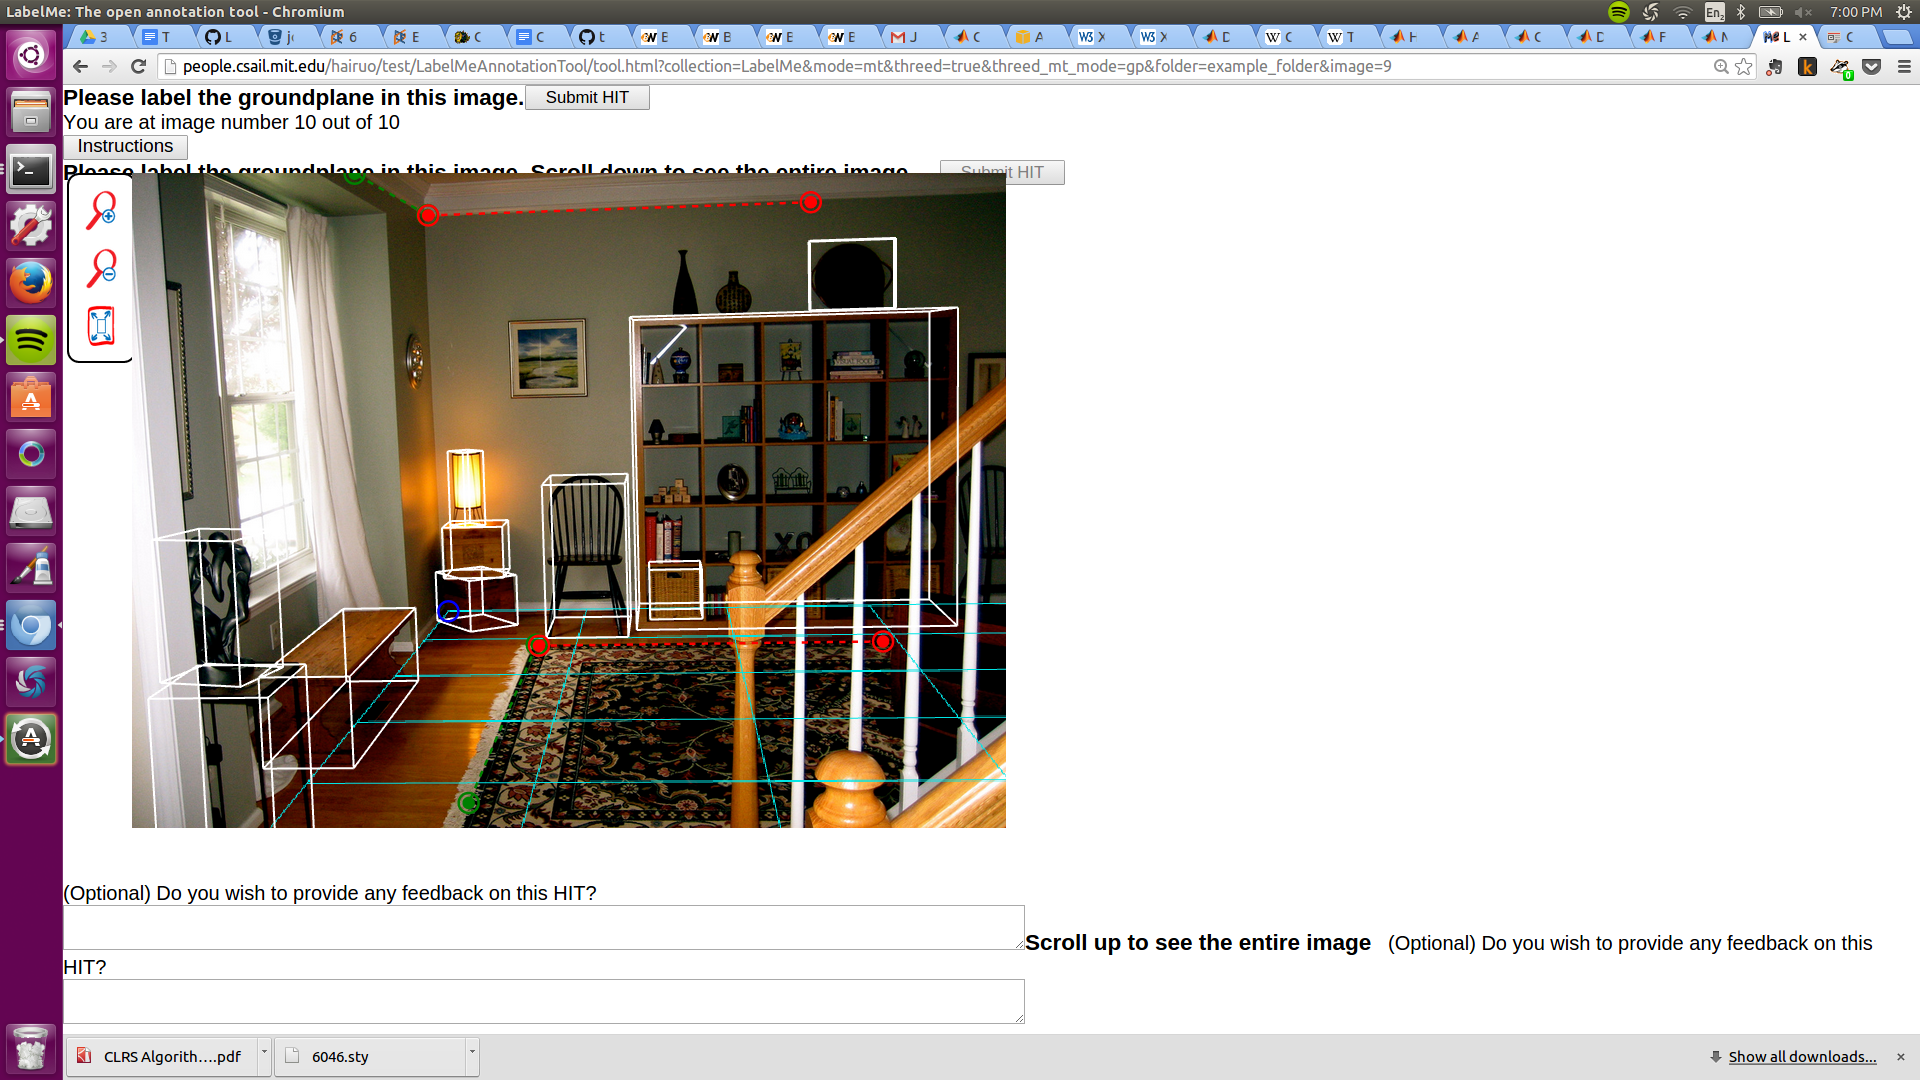 LabelMe: The open annotation tool - Chromium
En2
7:00 PM
3 T L j 6 E C C t E B E E J C A X X D C T H A C D F M L × C
people.csail.mit.edu/hairuo/test/LabelMeAnnotationTool/tool.html?collection=LabelMe&mode=mt&threed=true&threed_mt_mode=gp&folder=example_folder&image=9
0
Please label the groundplane in this image. Submit HIT
You are at image number 10 out of 10
Instructions
Please label the groundplane in this image. Scroll down to see the entire image Submit HIT
XO
(Optional) Do you wish to provide any feedback on this HIT?
Scroll up to see the entire image (Optional) Do you wish to provide any feedback on this
HIT?
CLRS Algorith....pdf
6046.sty
Show all downloads...